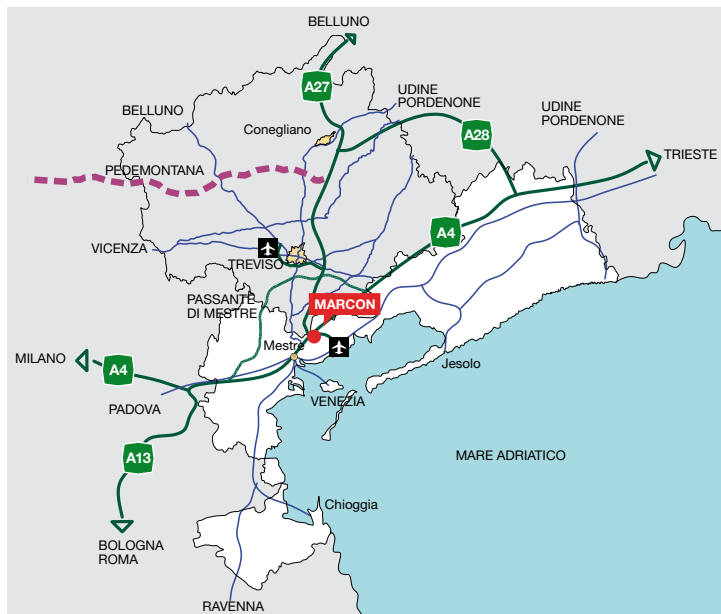 BELLUNO
A27
UDINE
PORDENONE
BELLUNO
UDINE
PORDENONE
Conegliano
A28
TRIESTE
PEDEMONTANA
A4
VICENZA
TREVISO
PASSANTE
DI MESTRE
MARCON
Mestre
MILANO
A4
Jesolo
PADOVA
VENEZIA
A13
MARE ADRIATICO
Chioggia
BOLOGNA
ROMA
RAVENNA